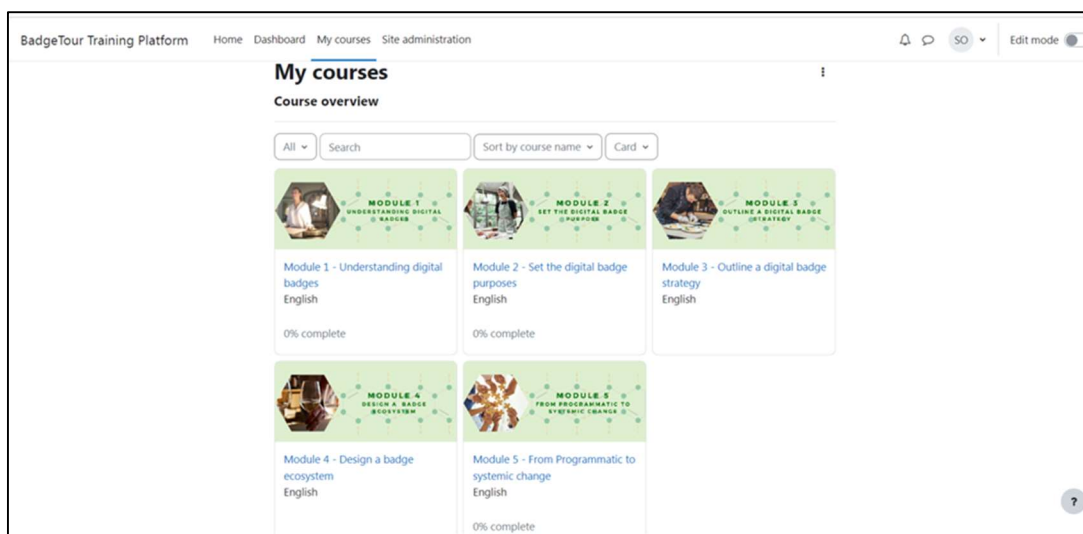 BadgeTour Training Platform Home Dashboard My courses Site administration SO Edit mode
My courses
Course overview
All Search Sort by course name Card
MODULE 1
UNDERSTANDING DIGITAL
BADGES
Module 1 - Understanding digital
badges
English
0% complete
MODULE 2
SET THE DIGITAL BADGE
PURPOSES
Module 2 - Set the digital badge
purposes
English
0% complete
MODULE 3
OUTLINE A DIGITAL BADGE
STRATEGY
Module 3 - Outline a digital badge
strategy
English
MODULE 4
DESIGN A BADGE
ECOSYSTEM
Module 4 - Design a badge
ecosystem
English
MODULE 5
FROM PROGRAMMATIC TO
SYSTEMIC CHANGE
Module 5 - From Programmatic to
systemic change
English
0% complete
?